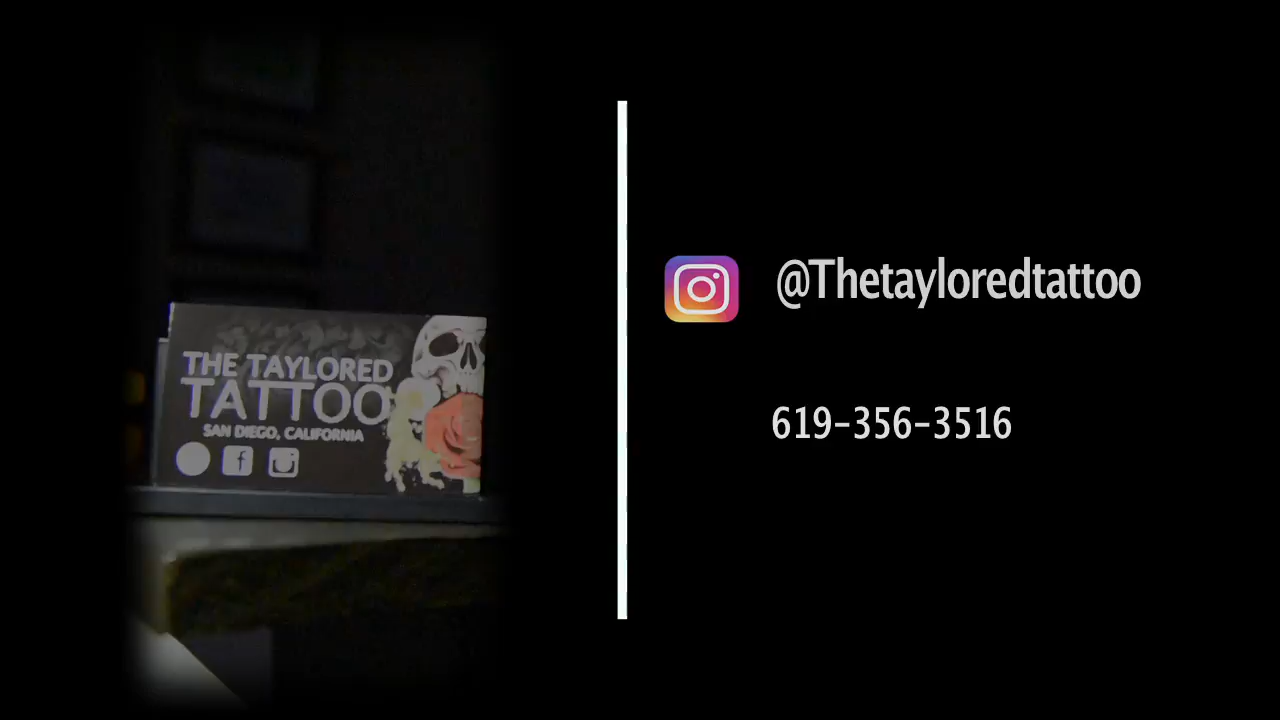 THE TAYLORED
TATTOO
SAN DIEGO, CALIFORNIA
@Thetayloredtattoo
619-356-3516